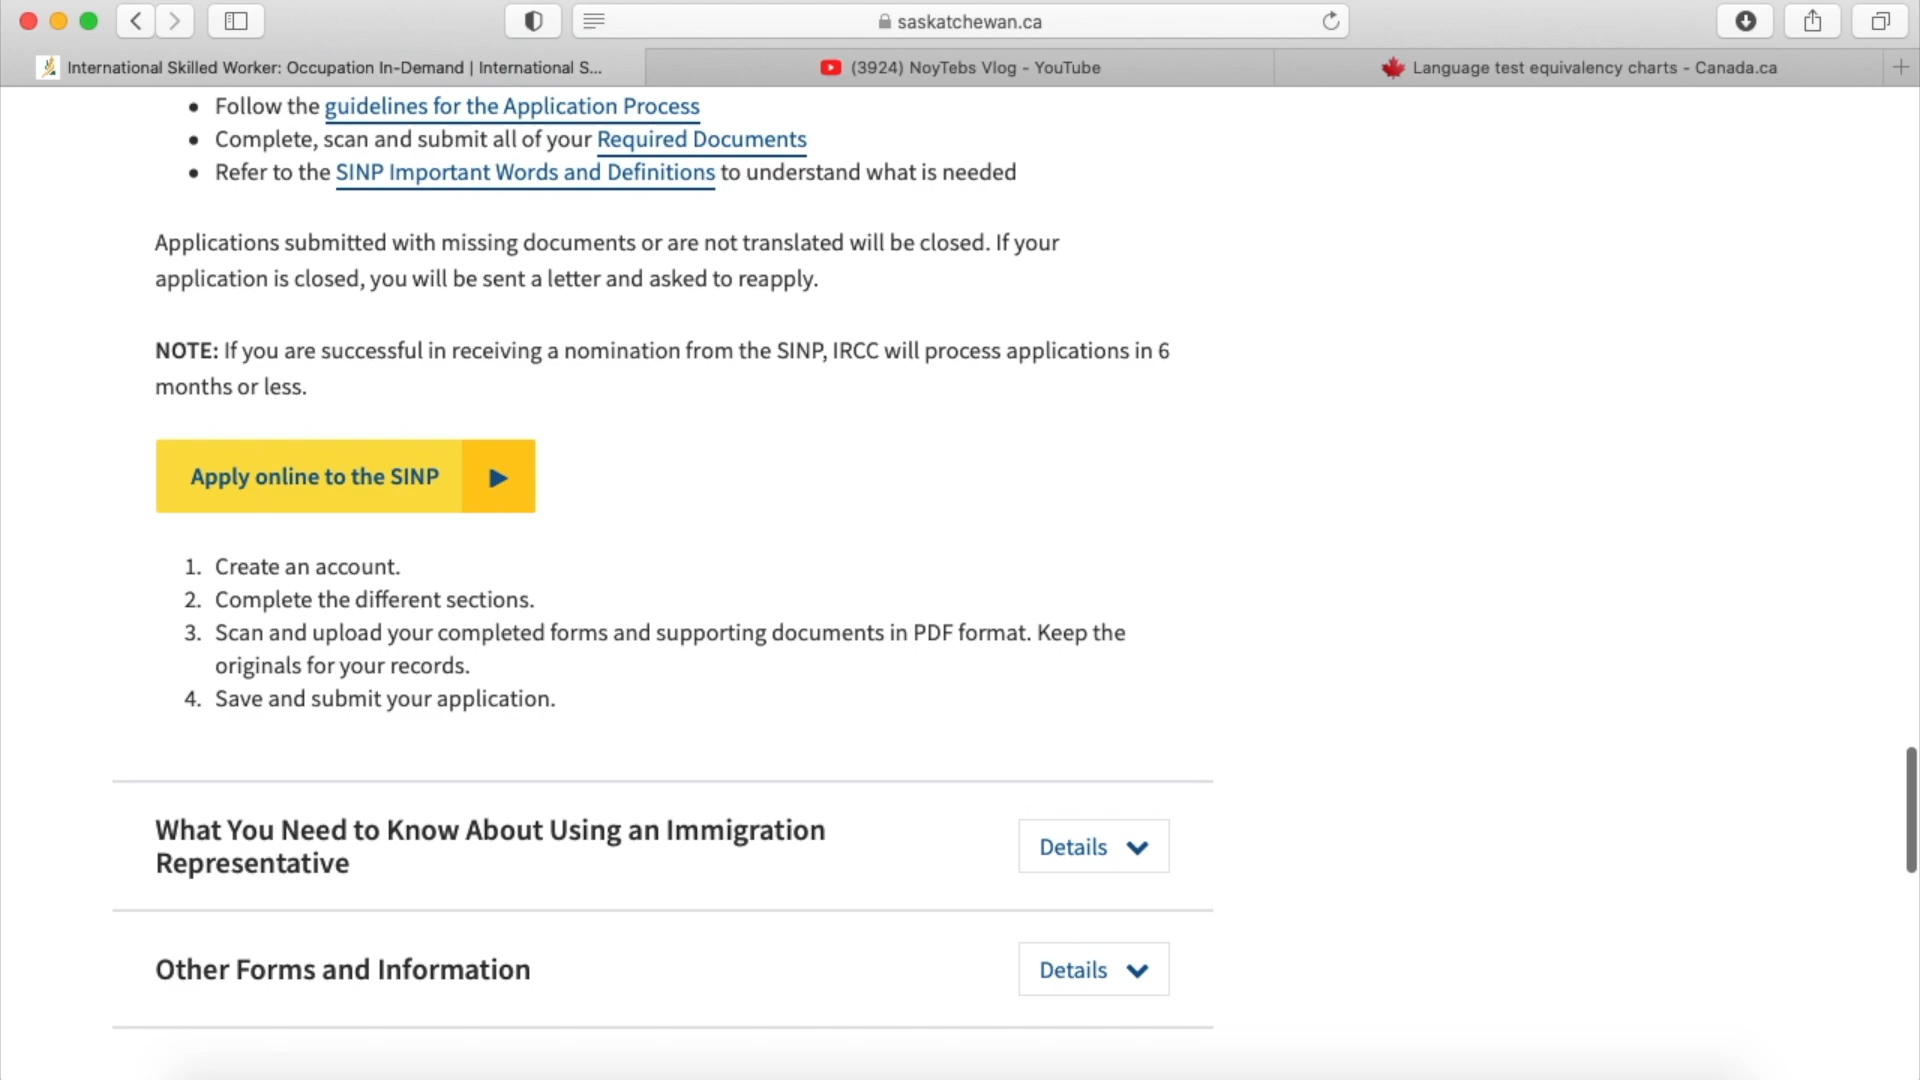 saskatchewan.ca
International Skilled Worker: Occupation In-Demand | International S...
(3924) NoyTebs Vlog - YouTube
Language test equivalency charts - Canada.ca
• Follow the guidelines for the Application Process
• Complete, scan and submit all of your Required Documents
• Refer to the SINP Important Words and Definitions to understand what is needed
Applications submitted with missing documents or are not translated will be closed. If your
application is closed, you will be sent a letter and asked to reapply.
NOTE: If you are successful in receiving a nomination from the SINP, IRCC will process applications in 6
months or less.
Apply online to the SINP
1. Create an account.
2. Complete the different sections.
3. Scan and upload your completed forms and supporting documents in PDF format. Keep the
originals for your records.
4. Save and submit your application.
What You Need to Know About Using an Immigration
Representative
Details
Other Forms and Information
Details